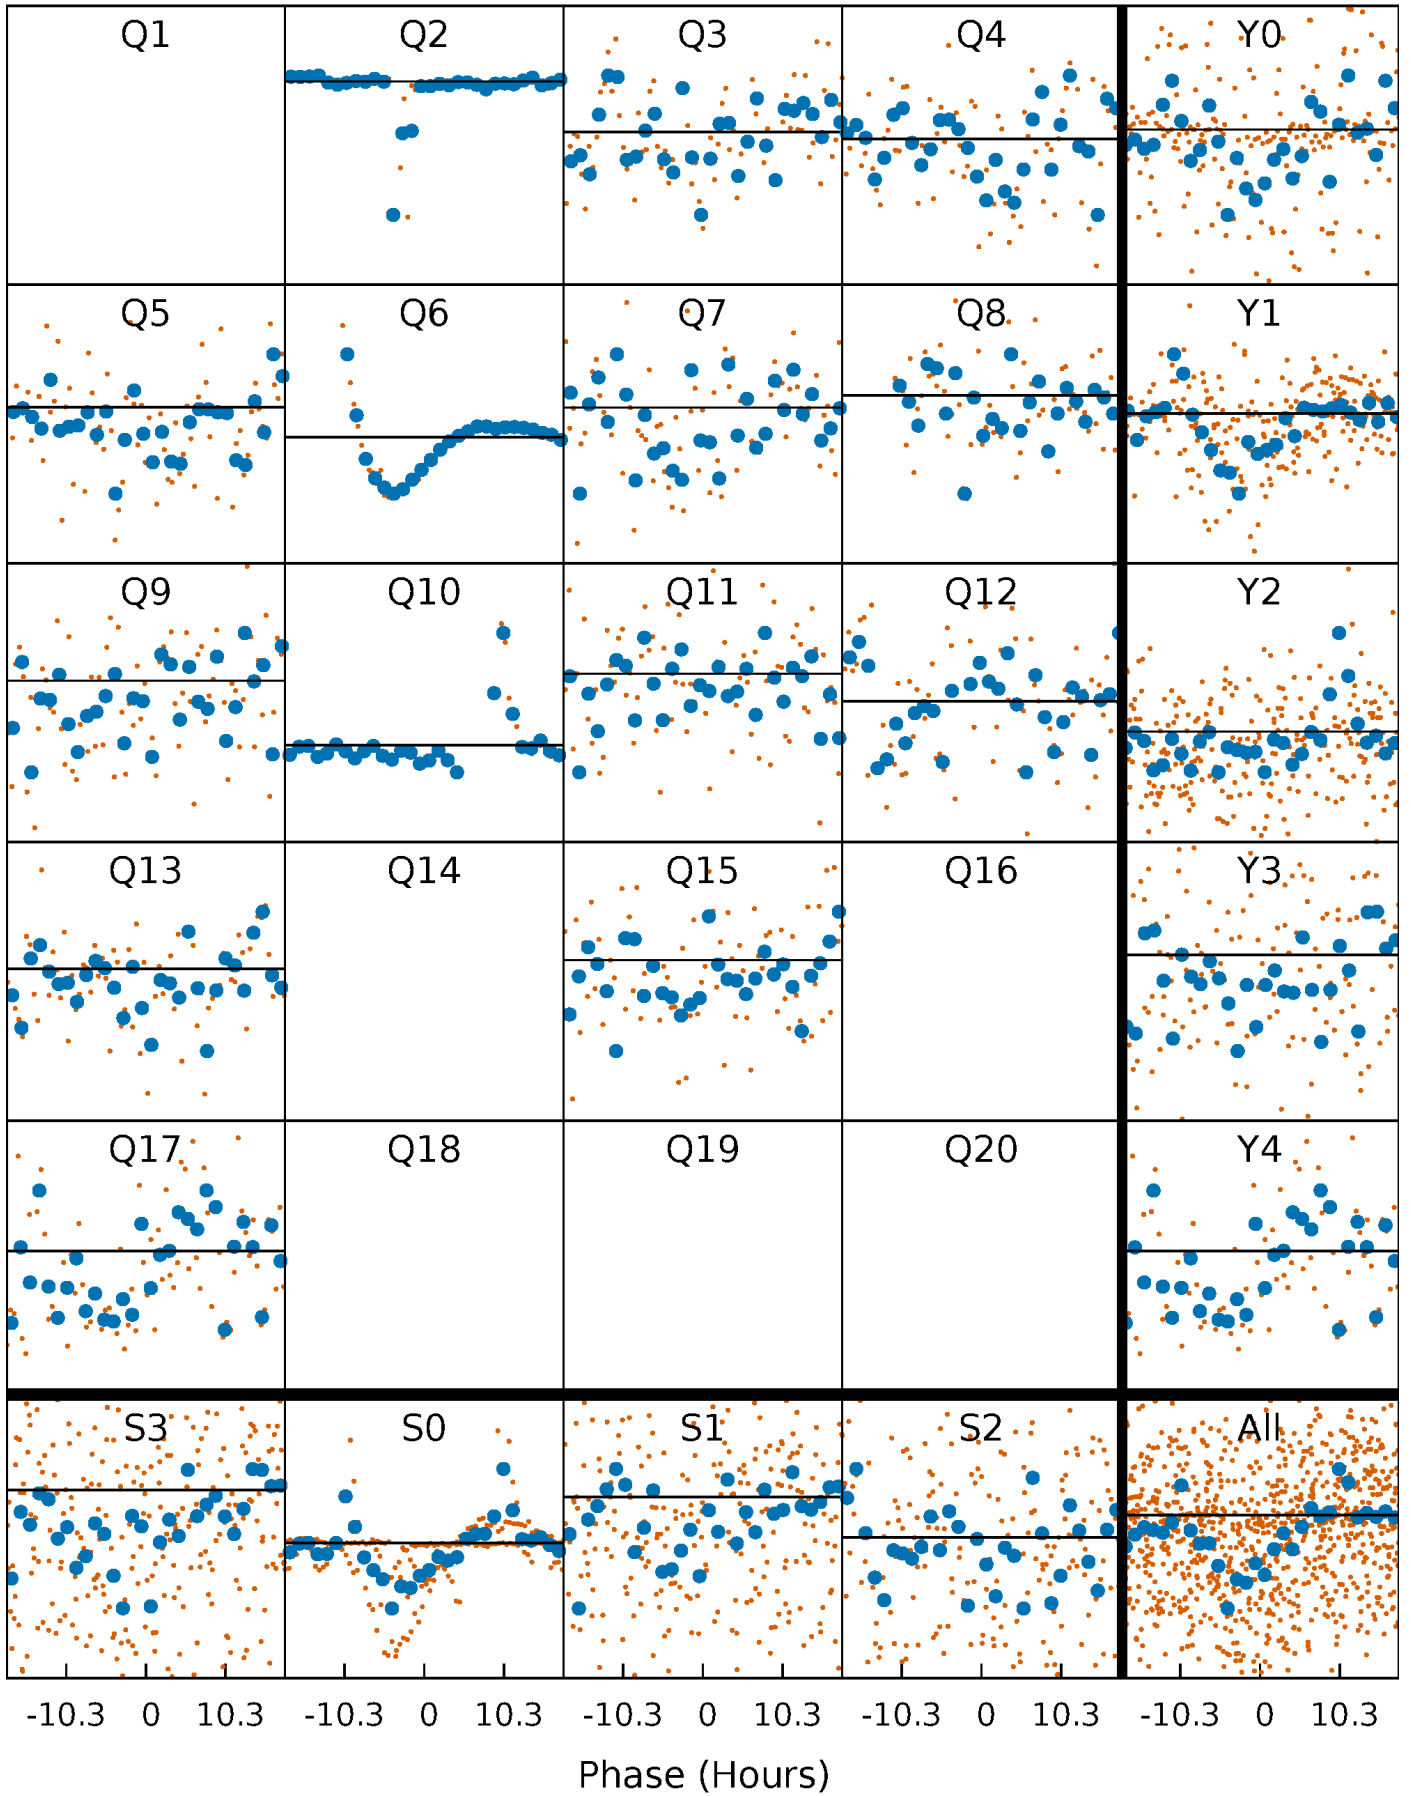 Q1 Q2 Q3 Q4 Y0
Q5 Q6 Q7 Q8 Y1
Q9 Q10 Q11 Q12 Y2
Q13 Q14 Q15 Q16 Y3
Q17 Q18 Q19 Q20 Y4
S3 S0 S1 S2 All
-10.3 0 10.3 -10.3 0 10.3 -10.3 0 10.3 -10.3 0 10.3 -10.3 0 10.3
Phase (Hours)